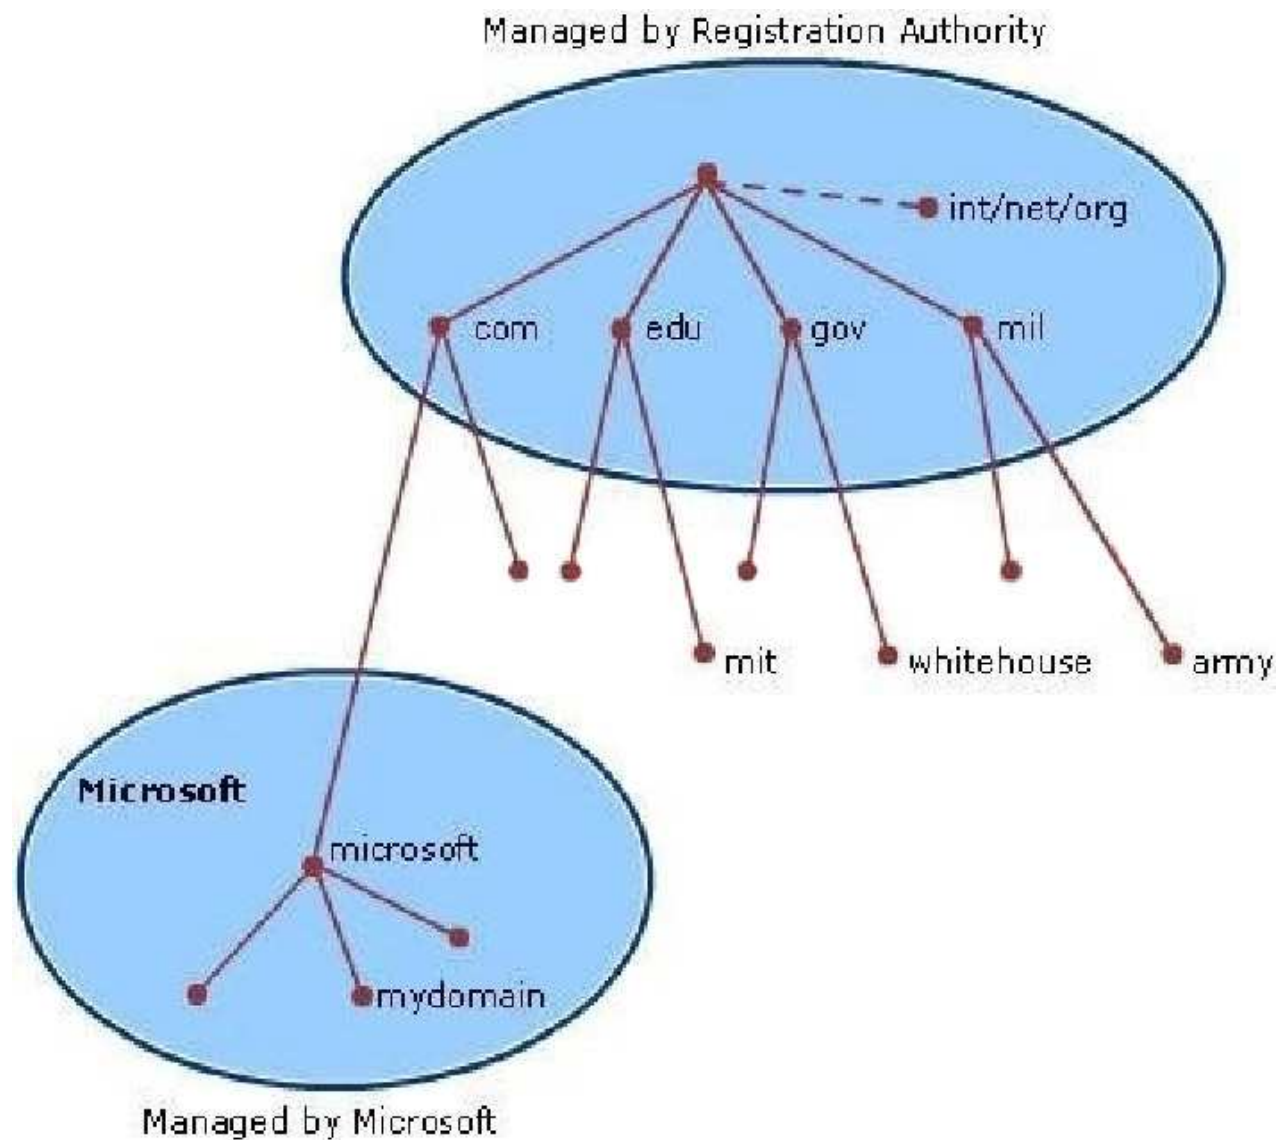 Managed by Registration Authority
int/net/org
com
edu
gov
mil
mit
whitehouse
army
Microsoft
microsoft
mydomain
Managed by Microsoft